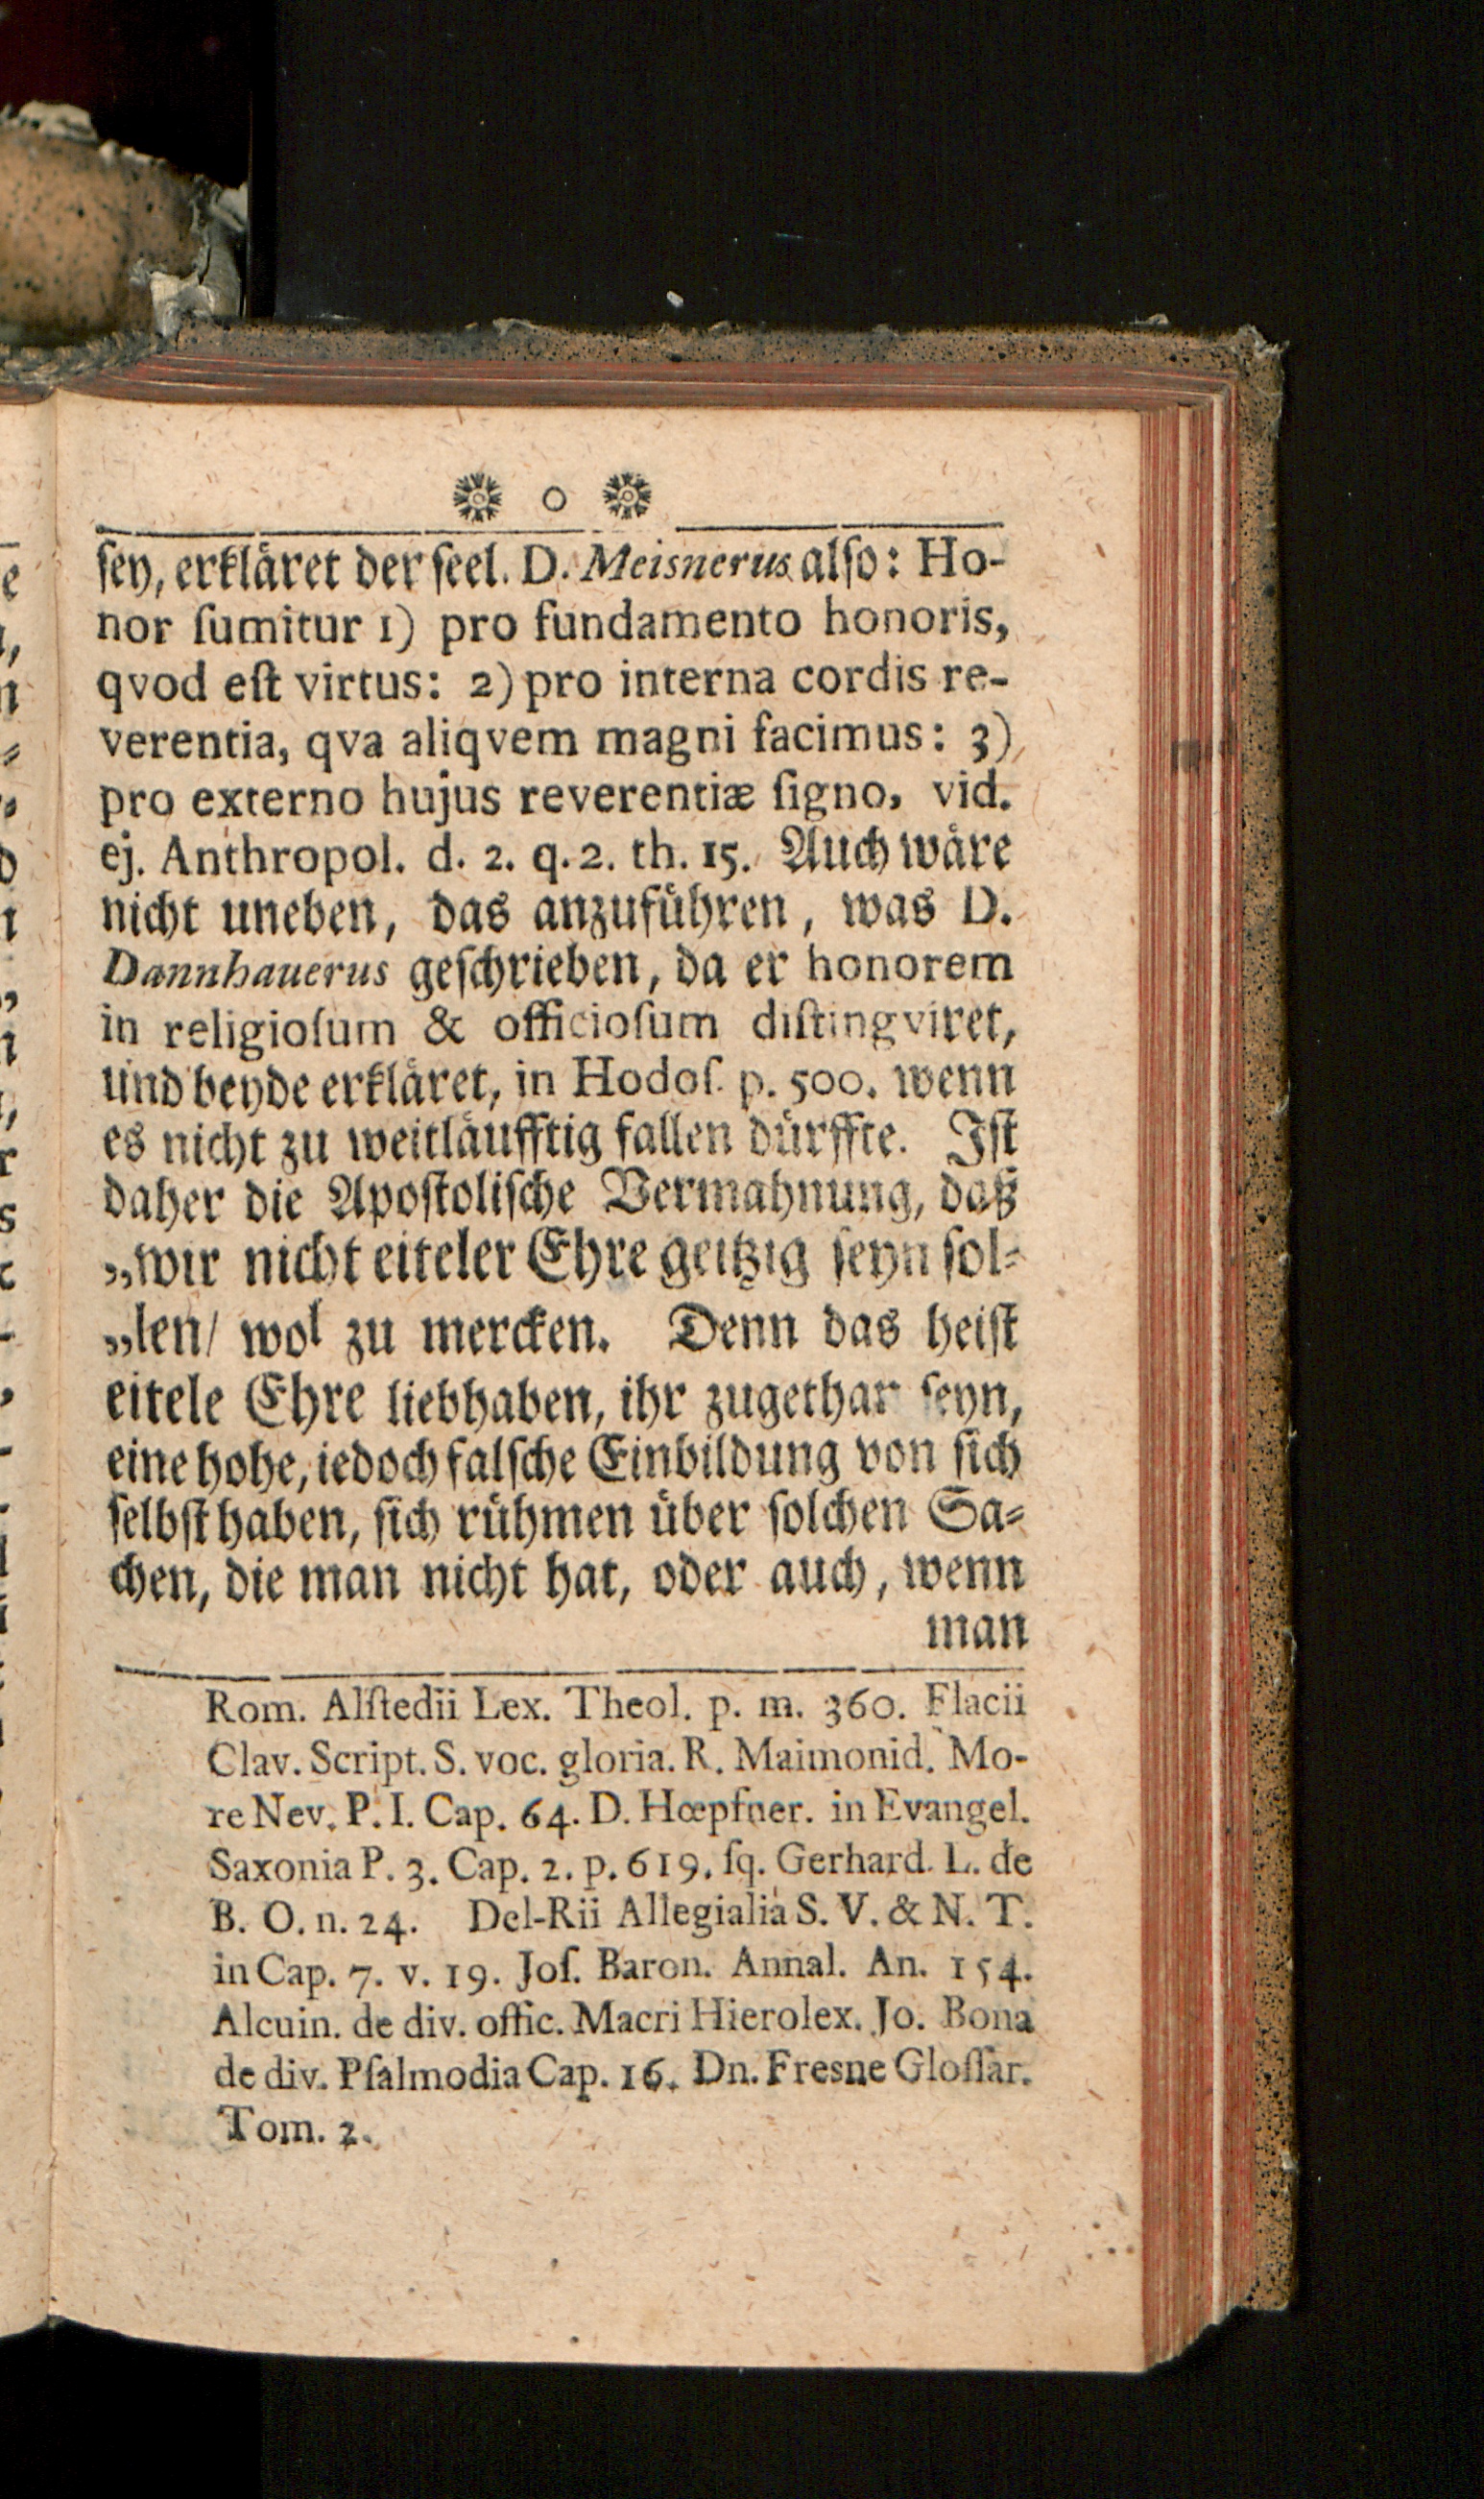 ❁ o ❁
ſey, erkläret der ſeel. D. Meisnerus alſo: Ho-
nor ſumitur 1) pro fundamento honoris,
qvod eſt virtus: 2) pro interna cordis re-
verentia, qva aliqvem magni facimus: 3)
pro externo hujus reverentiæ ſigno, vid.
ej. Anthropol. d. 2. q. 2. th. 15. Auch wäre
nicht uneben, das anzuführen, was D.
Dannhauerus geſchrieben, da er honorem
in religioſum & officioſum diſtingviret,
und beyde erkläret, in Hodoſ. p. 500. wenn
es nicht zu weitläufftig fallen dürffte. Iſt
daher die Apoſtoliſche Vermahnung, daß
„wir nicht eiteler Ehre geitzig ſeyn ſol⸗
„len/ wol zu mercken. Denn das heiſt
eitele Ehre liebhaben, ihr zugethan ſeyn,
eine hohe, iedoch falſche Einbildung von ſich
ſelbſt haben, ſich rühmen über ſolchen Sa⸗
chen, die man nicht hat, oder auch, wenn
man
Rom. Alſtedii Lex. Theol. p. m. 360. Flacii
Clav. Script. S. voc. gloria. R. Maimonid. Mo-
re Nev. P. I. Cap. 64. D. Hœpfner. in Evangel.
Saxonia P. 3. Cap. 2. p. 619. ſq. Gerhard. L. de
B. O. n. 24. Del-Rii Allegialia S. V. & N. T.
in Cap. 7. v. 19. Joſ. Baron. Annal. An. 154.
Alcuin. de div. offic. Macri Hierolex. Jo. Bona
de div. Pſalmodia Cap. 16. Dn. Fresne Gloſſar.
Tom. 2.